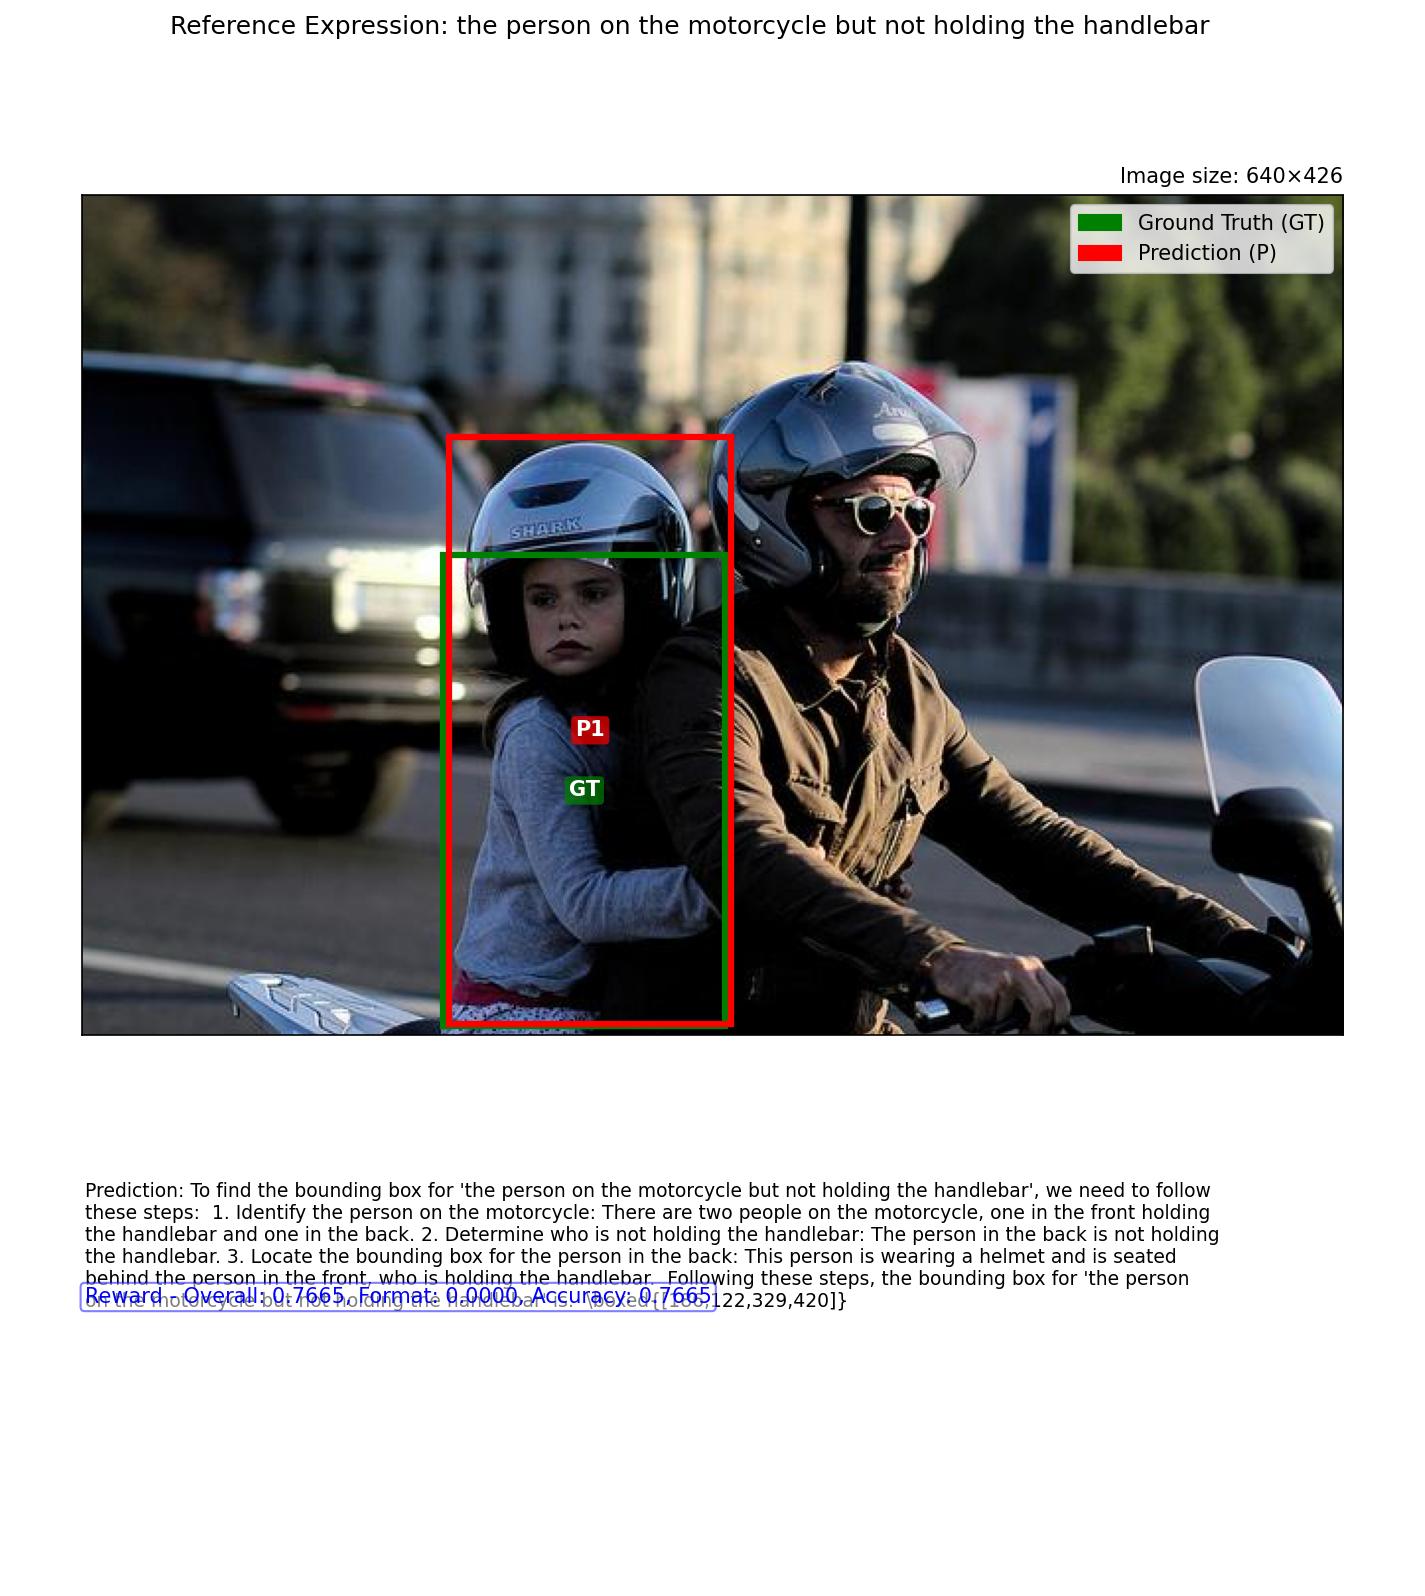 Reference Expression: the person on the motorcycle but not holding the handlebar
Image size: 640×426
Ground Truth (GT)
Prediction (P)
SHARK
P1
GT
Prediction: To find the bounding box for 'the person on the motorcycle but not holding the handlebar', we need to follow
these steps:  1. Identify the person on the motorcycle: There are two people on the motorcycle, one in the front holding
the handlebar and one in the back. 2. Determine who is not holding the handlebar: The person in the back is not holding
the handlebar. 3. Locate the bounding box for the person in the back: This person is wearing a helmet and is seated
behind the person in the front, who is holding the handlebar.  Following these steps, the bounding box for 'the person
on the motorcycle but not holding the handlebar' is:  \boxed{[186,122,329,420]}
Reward - Overall: 0.7665, Format: 0.0000, Accuracy: 0.7665